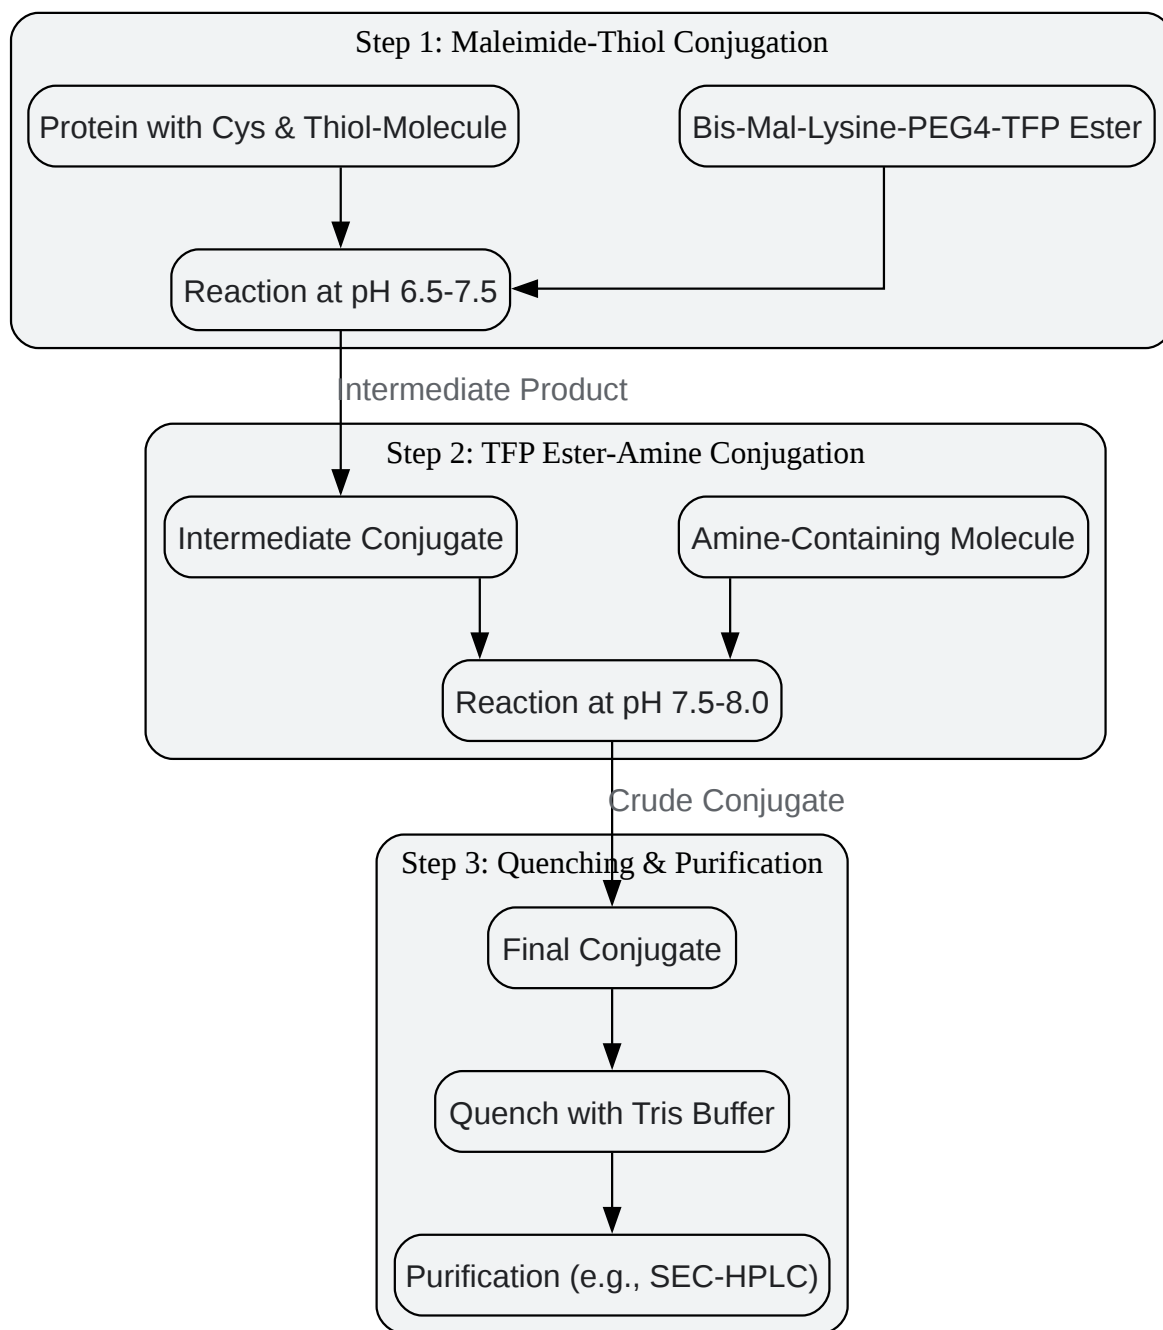 Step 1: Maleimide-Thiol Conjugation
Protein with Cys & Thiol-Molecule
Bis-Mal-Lysine-PEG4-TFP Ester
Reaction at pH 6.5-7.5
Intermediate Product
Step 2: TFP Ester-Amine Conjugation
Intermediate Conjugate
Amine-Containing Molecule
Reaction at pH 7.5-8.0
Crude Conjugate
Step 3: Quenching & Purification
Final Conjugate
Quench with Tris Buffer
Purification (e.g., SEC-HPLC)